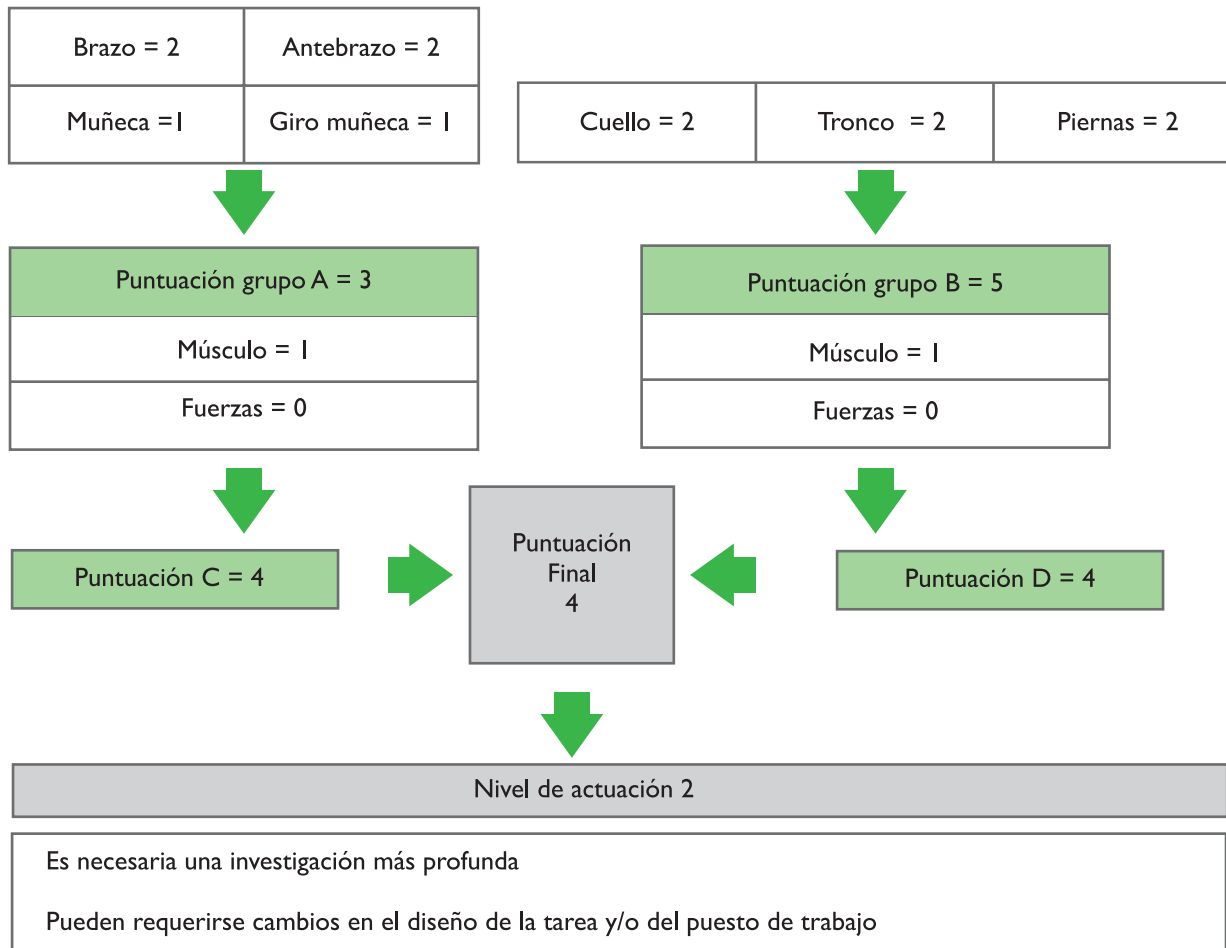 Brazo = 2
Antebrazo = 2
Muñeca =1
Giro muñeca = 1
Cuello = 2
Tronco = 2
Piernas = 2
Puntuación grupo A = 3
Músculo = 1
Fuerzas = 0
Puntuación grupo B = 5
Músculo = 1
Fuerzas = 0
Puntuación C = 4
Puntuación
Final
4
Puntuación D = 4
Nivel de actuación 2
Es necesaria una investigación más profunda
Pueden requerirse cambios en el diseño de la tarea y/o del puesto de trabajo